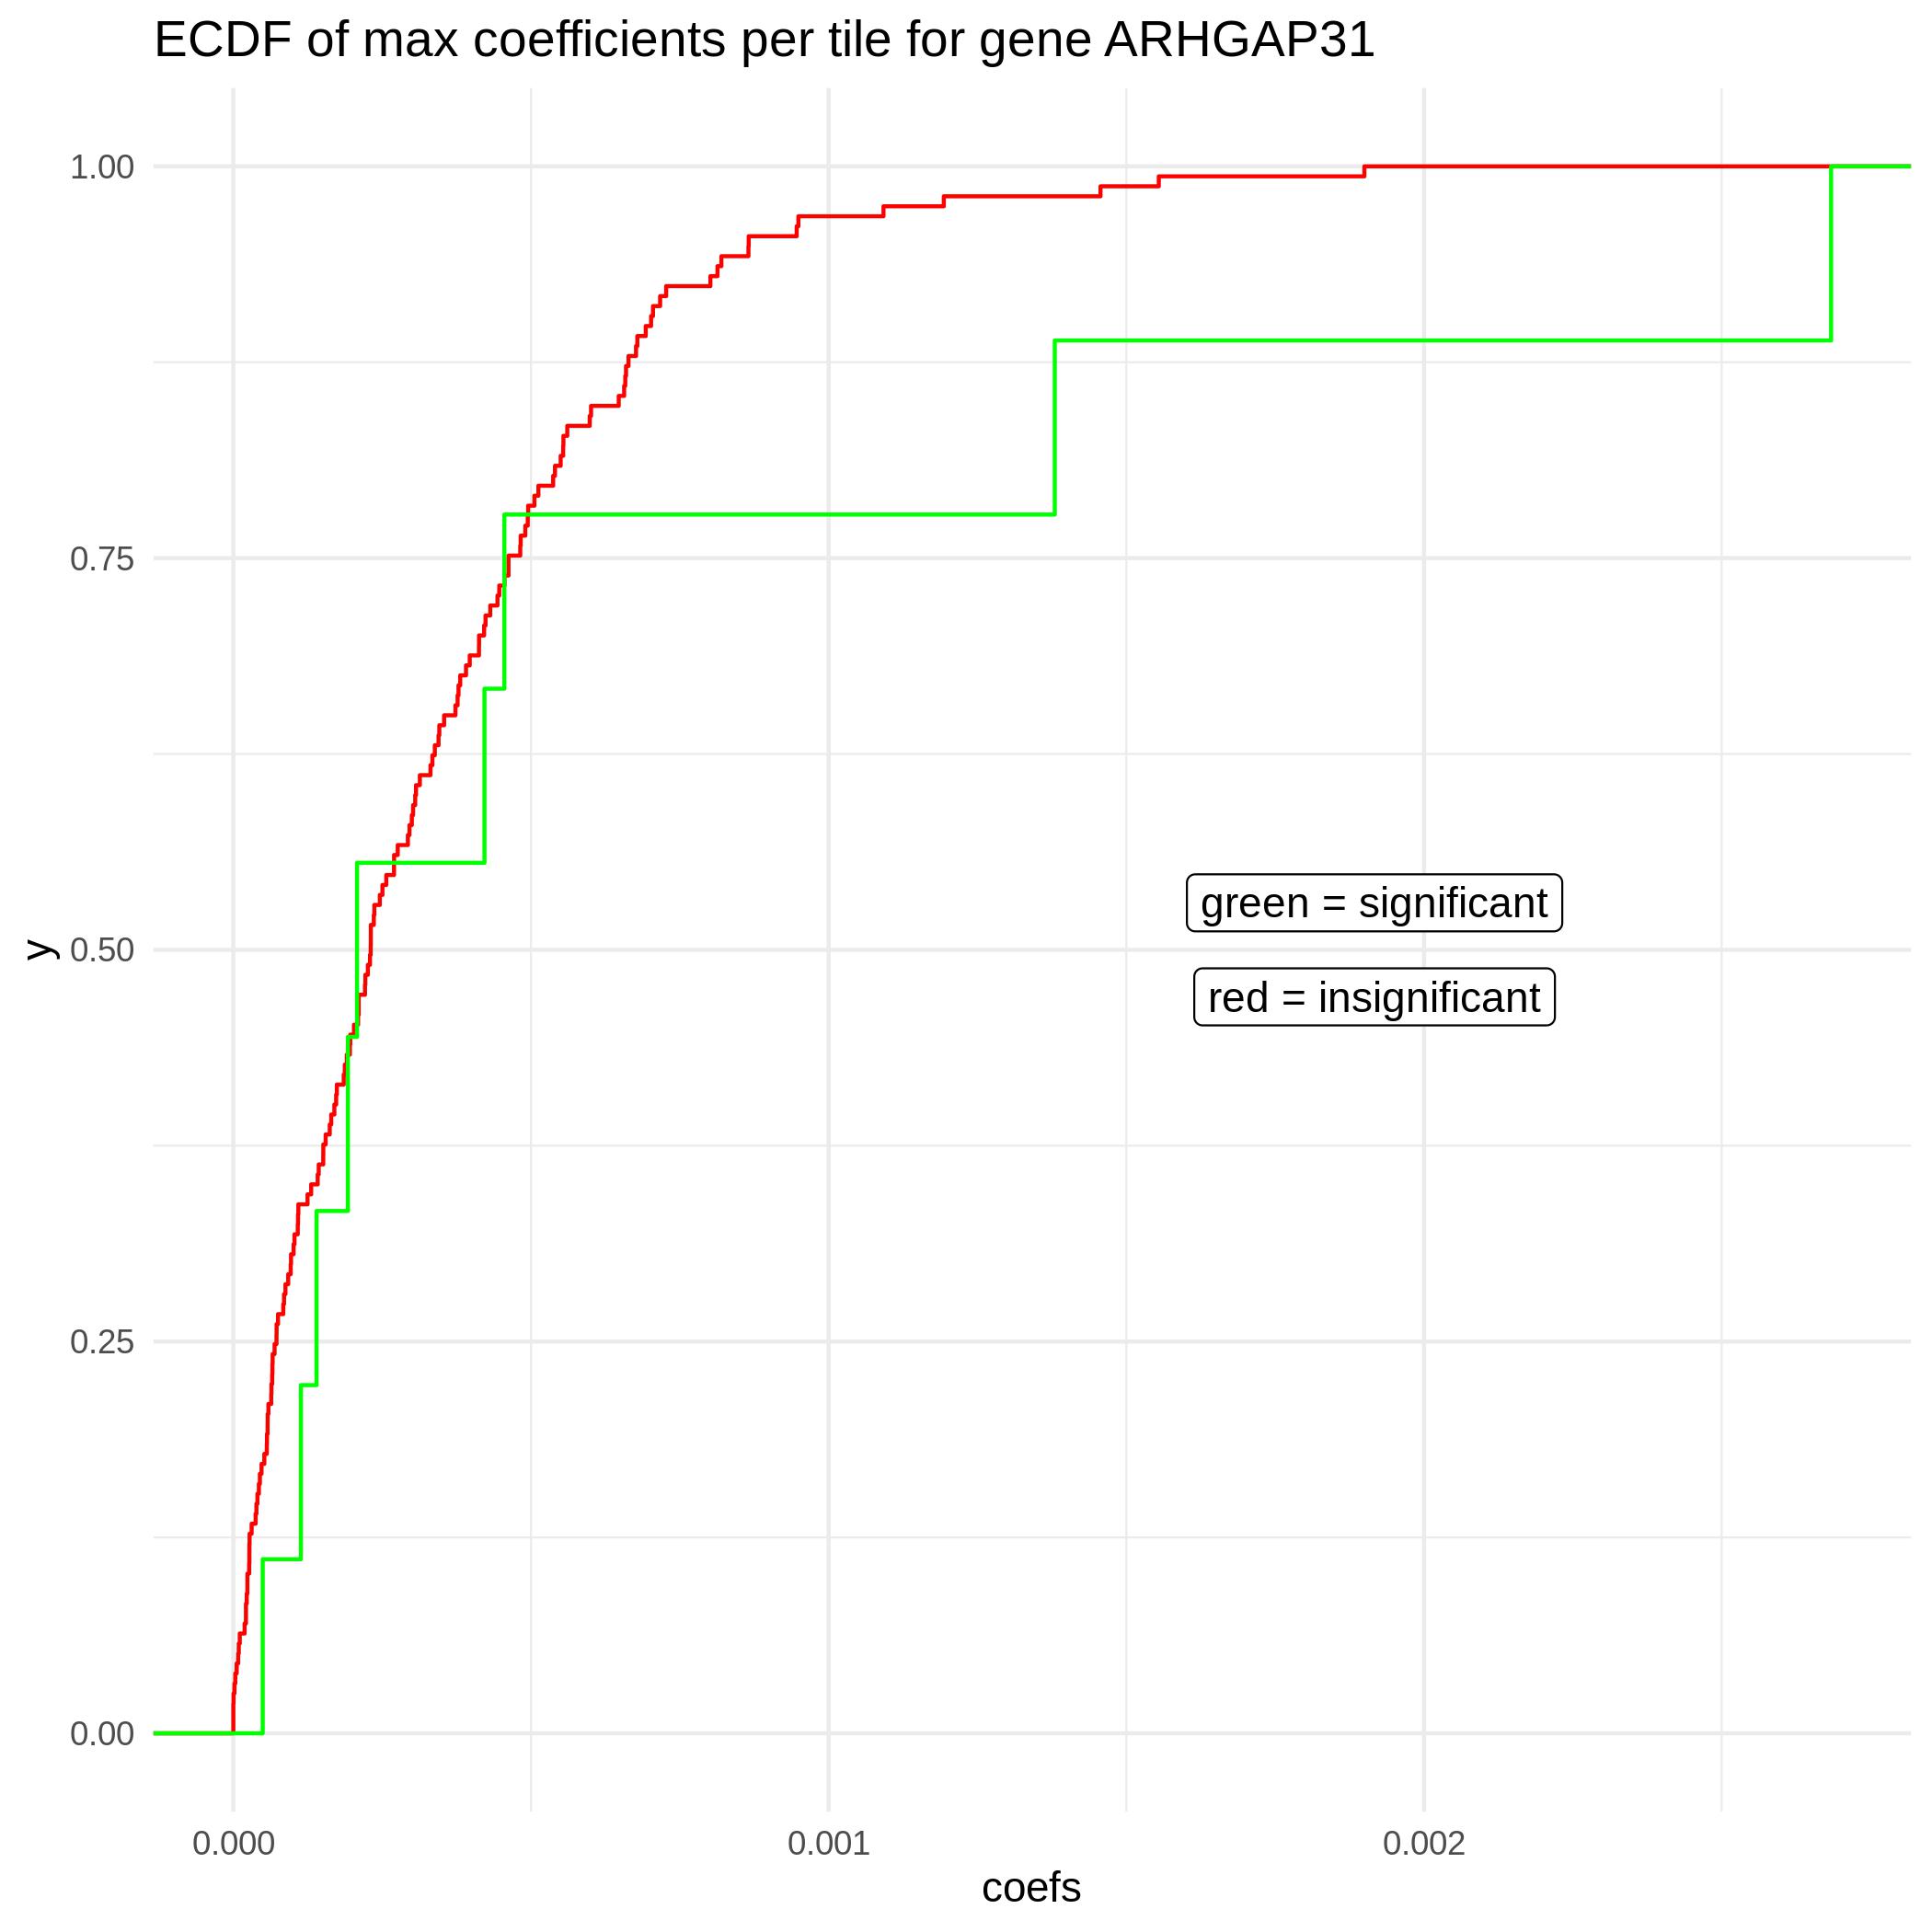 ECDF of max coefficients per tile for gene ARHGAP31
y
1.00
0.75
0.50
0.25
0.00
green = significant
red = insignificant
0.000 0.001 0.002
coefs